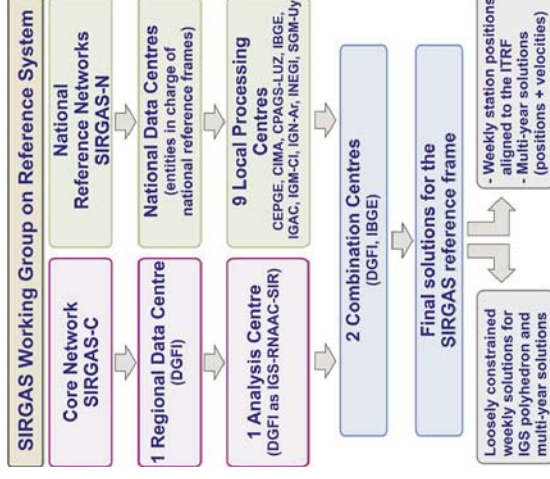 SIRGAS Working Group on Reference System
Core Network
SIRGAS-C
1 Regional Data Centre
(DGFI)
1 Analysis Centre
(DGFI as IGS-RNAAC-SIR)
National
Reference Networks
SIRGAS-N
National Data Centres
(entities in charge of
national reference frames)
9 Local Processing
Centres
CEPGE, CIMA, CPAGS-LUZ, IBGE,
IGAC, IGM-Cl, IGN-Ar, INEGI, SGM-Uy
2 Combination Centres
(DGFI, IBGE)
Final solutions for the
SIRGAS reference frame
Loosely constrained
weekly solutions for
IGS polyhedron and
multi-year solutions
- Weekly station positions
aligned to the ITRF
- Multi-year solutions
(positions + velocities)